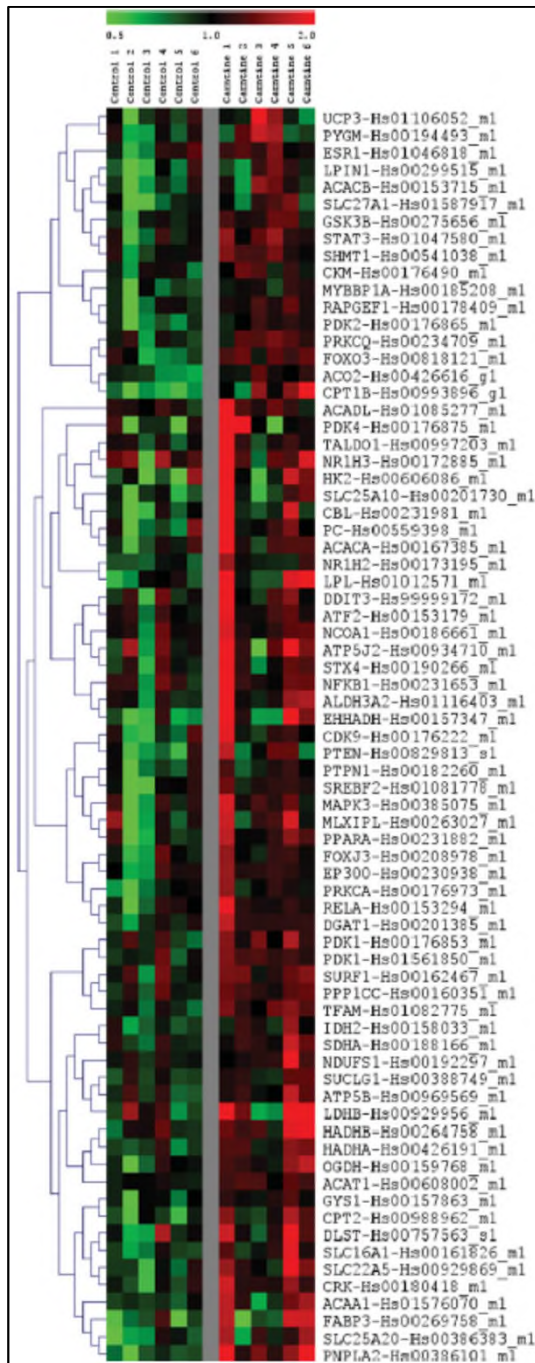 0.5 1.0 2.0
Control 1
Control 2
Control 3
Control 4
Control 5
Control 6
Carnitine 1
Carnitine 2
Carnitine 3
Carnitine 4
Carnitine 5
Carnitine 6
UCP3-Hs01106052_m1
PYGM-Hs00194493_m1
ESR1-Hs01046818_m1
LPIN1-Hs00299515_m1
ACACB-Hs00153715_m1
SLC27A1-Hs01587917_m1
GSK3B-Hs00275656_m1
STAT3-Hs01047580_m1
SHMT1-Hs00541038_m1
CKM-Hs00176490_m1
MYBBP1A-Hs00185208_m1
RAPGEF1-Hs00178409_m1
PDK2-Hs00176865_m1
PRKCQ-Hs00234709_m1
FOXO3-Hs00818121_m1
ACO2-Hs00426616_g1
CPT1B-Hs00993896_g1
ACADL-Hs01085277_m1
PDK4-Hs00176875_m1
TALDO1-Hs00997203_m1
NR1H3-Hs00172885_m1
HK2-Hs00606086_m1
SLC25A10-Hs00201730_m1
CBL-Hs00231981_m1
PC-Hs00559398_m1
ACACA-Hs00167385_m1
NR1H2-Hs00173195_m1
LPL-Hs01012571_m1
DDIT3-Hs99999172_m1
ATF2-Hs00153179_m1
NCOA1-Hs00186661_m1
ATP5J2-Hs00934710_m1
STX4-Hs00190266_m1
NFKB1-Hs00231653_m1
ALDH3A2-Hs01116403_m1
EHHADH-Hs00157347_m1
CDK9-Hs00176222_m1
PTEN-Hs00829813_s1
PTPN1-Hs00182260_m1
SREBF2-Hs01081778_m1
MAPK3-Hs00385075_m1
MLXIPL-Hs00263027_m1
PPARA-Hs00231882_m1
FOXJ3-Hs00208978_m1
EP300-Hs00230938_m1
PRKCA-Hs00176973_m1
RELA-Hs00153294_m1
DGAT1-Hs00201385_m1
PDK1-Hs00176853_m1
PDK1-Hs01561850_m1
SURF1-Hs00162467_m1
PPP1CC-Hs00160351_m1
TFAM-Hs01082775_m1
IDH2-Hs00158033_m1
SDHA-Hs00188166_m1
NDUFS1-Hs00192297_m1
SUCLG1-Hs00388749_m1
ATP5B-Hs00969569_m1
LDHB-Hs00929956_m1
HADHB-Hs00264758_m1
HADHA-Hs00426191_m1
OGDH-Hs00159768_m1
ACAT1-Hs00608002_m1
GYS1-Hs00157863_m1
CPT2-Hs00988962_m1
DLST-Hs00757563_s1
SLC16A1-Hs00161826_m1
SLC22A5-Hs00929869_m1
CRK-Hs00180418_m1
ACAA1-Hs01576070_m1
FABP3-Hs00269758_m1
SLC25A20-Hs00386383_m1
PNPLA2-Hs00386101_m1